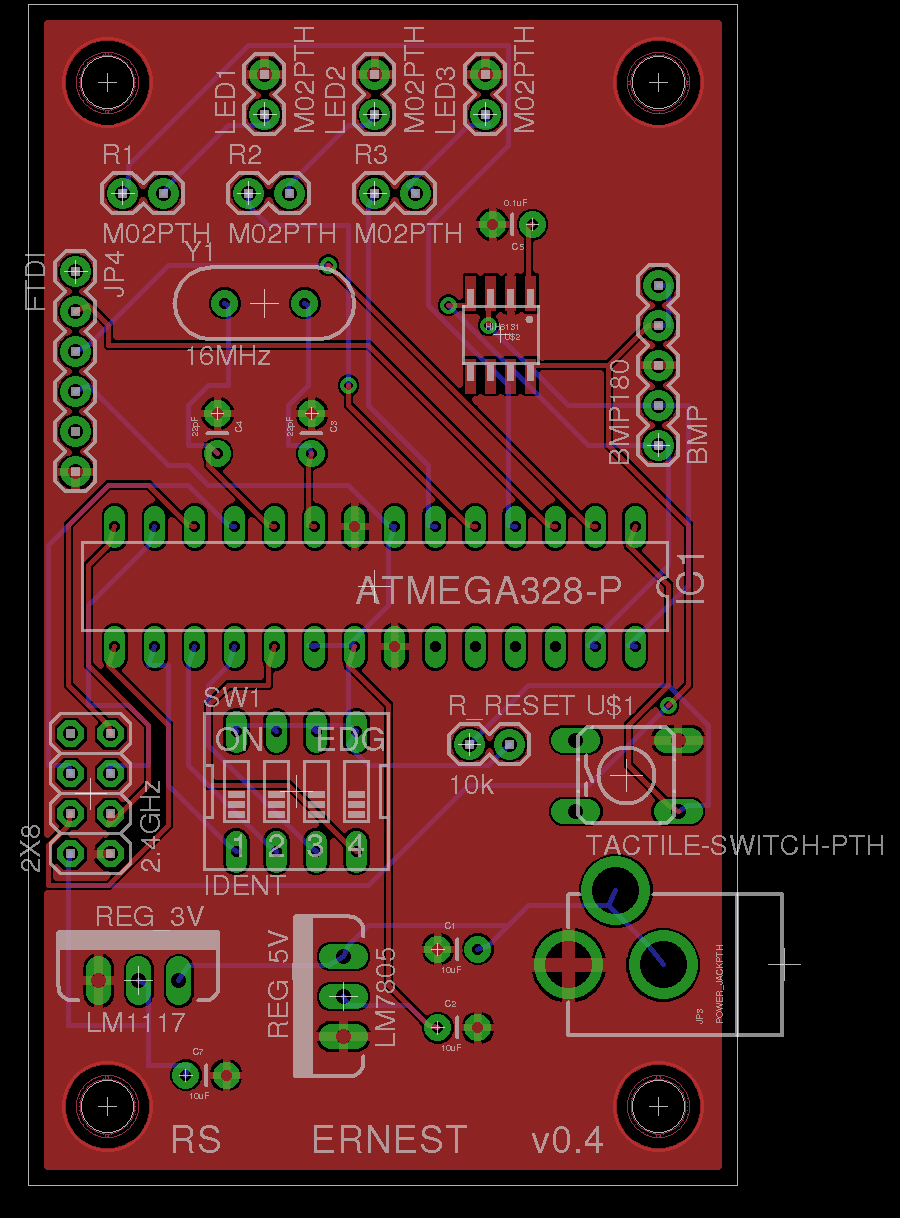 LED1
M02PTH
LED2
M02PTH
LED3
M02PTH
R1
R2
R3
M02PTH
M02PTH
M02PTH
0.1uF
C5
FTDI
JP4
Y1
16MHz
HIH6131
U$2
BMP180
BMP
22pF
C4
22pF
C3
ATMEGA328-P
IC1
SW1
ON
EDG
1 2 3 4
IDENT
R_RESET
10k
U$1
TACTILE-SWITCH-PTH
2X8
2.4GHz
REG 3V
LM1117
REG 5V
LM7805
C1
10uF
C2
10uF
JP3
POWER_JACKPTH
C7
10uF
RS
ERNEST
v0.4